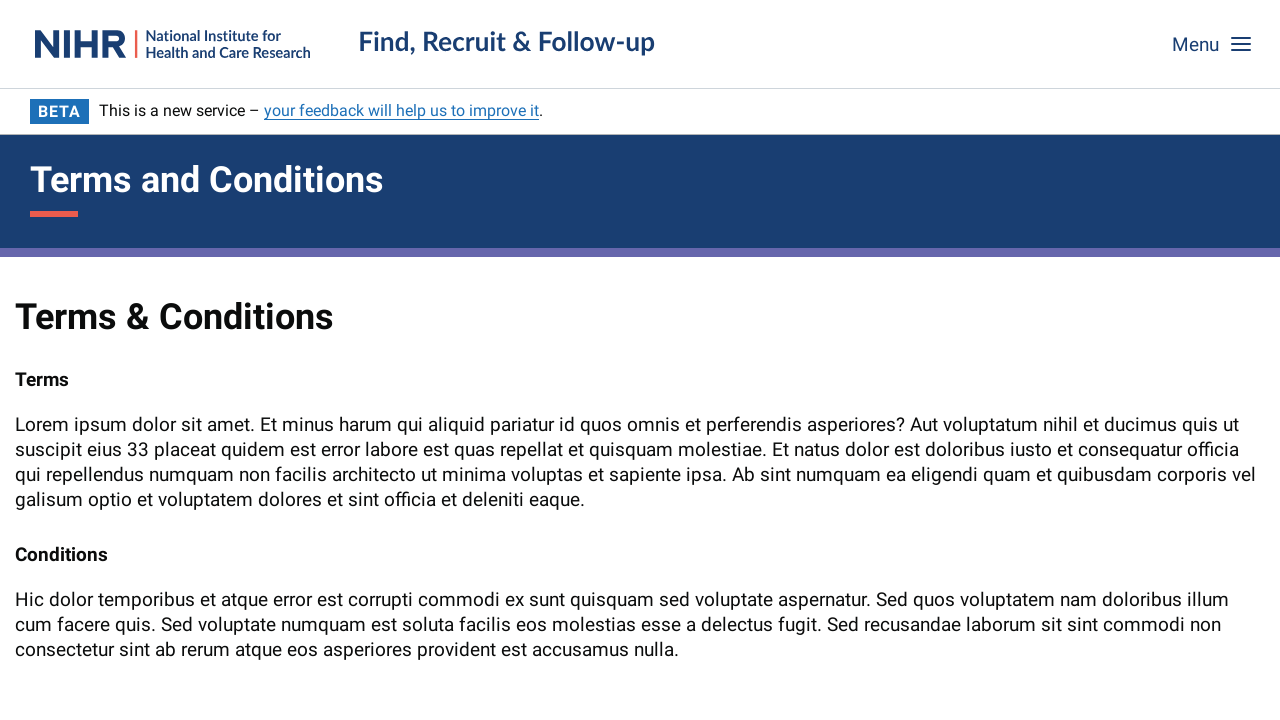 NIHR
National Institute for
Health and Care Research
Find, Recruit & Follow-up
Menu
BETA This is a new service – your feedback will help us to improve it.
Terms and Conditions
Terms & Conditions
Terms
Lorem ipsum dolor sit amet. Et minus harum qui aliquid pariatur id quos omnis et perferendis asperiores? Aut voluptatum nihil et ducimus quis ut
suscipit eius 33 placeat quidem est error labore est quas repellat et quisquam molestiae. Et natus dolor est doloribus iusto et consequatur officia
qui repellendus numquam non facilis architecto ut minima voluptas et sapiente ipsa. Ab sint numquam ea eligendi quam et quibusdam corporis vel
galisum optio et voluptatem dolores et sint officia et deleniti eaque.
Conditions
Hic dolor temporibus et atque error est corrupti commodi ex sunt quisquam sed voluptate aspernatur. Sed quos voluptatem nam doloribus illum
cum facere quis. Sed voluptate numquam est soluta facilis eos molestias esse a delectus fugit. Sed recusandae laborum sit sint commodi non
consectetur sint ab rerum atque eos asperiores provident est accusamus nulla.